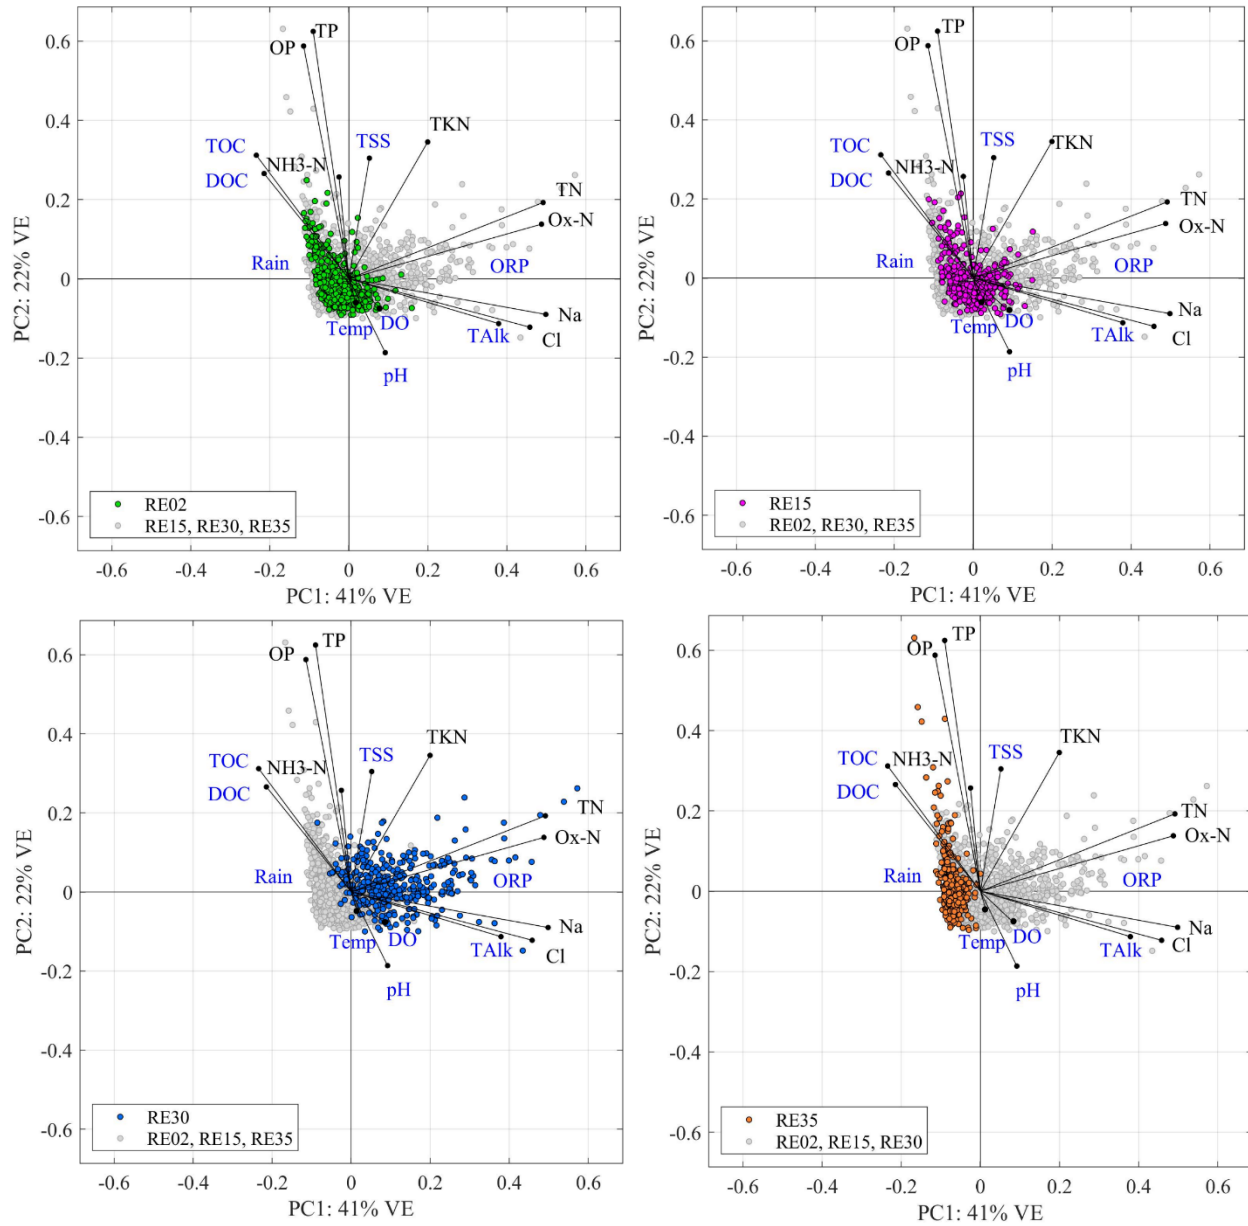 TP
OP
TKN
TSS
TOC
NH3-N
DOC
TN
Ox-N
Rain
ORP
Na
Temp
DO
TAlk
Cl
pH
0.6
0.4
0.2
0
-0.2
-0.4
-0.6
PC2: 22% VE
RE02
RE15, RE30, RE35
-0.6 -0.4 -0.2 0 0.2 0.4 0.6
PC1: 41% VE
TP
OP
TKN
TSS
TOC
NH3-N
DOC
TN
Ox-N
Rain
ORP
Na
Temp
DO
TAlk
Cl
pH
0.6
0.4
0.2
0
-0.2
-0.4
-0.6
PC2: 22% VE
RE15
RE02, RE30, RE35
-0.6 -0.4 -0.2 0 0.2 0.4 0.6
PC1: 41% VE
TP
OP
TKN
TSS
TOC
NH3-N
DOC
TN
Ox-N
Rain
ORP
Na
Temp
DO
TAlk
Cl
pH
0.6
0.4
0.2
0
-0.2
-0.4
-0.6
PC2: 22% VE
RE30
RE02, RE15, RE35
-0.6 -0.4 -0.2 0 0.2 0.4 0.6
PC1: 41% VE
TP
OP
TKN
TSS
TOC
NH3-N
DOC
TN
Ox-N
Rain
ORP
Na
Temp
DO
TAlk
Cl
pH
0.6
0.4
0.2
0
-0.2
-0.4
-0.6
PC2: 22% VE
RE35
RE02, RE15, RE30
-0.6 -0.4 -0.2 0 0.2 0.4 0.6
PC1: 41% VE